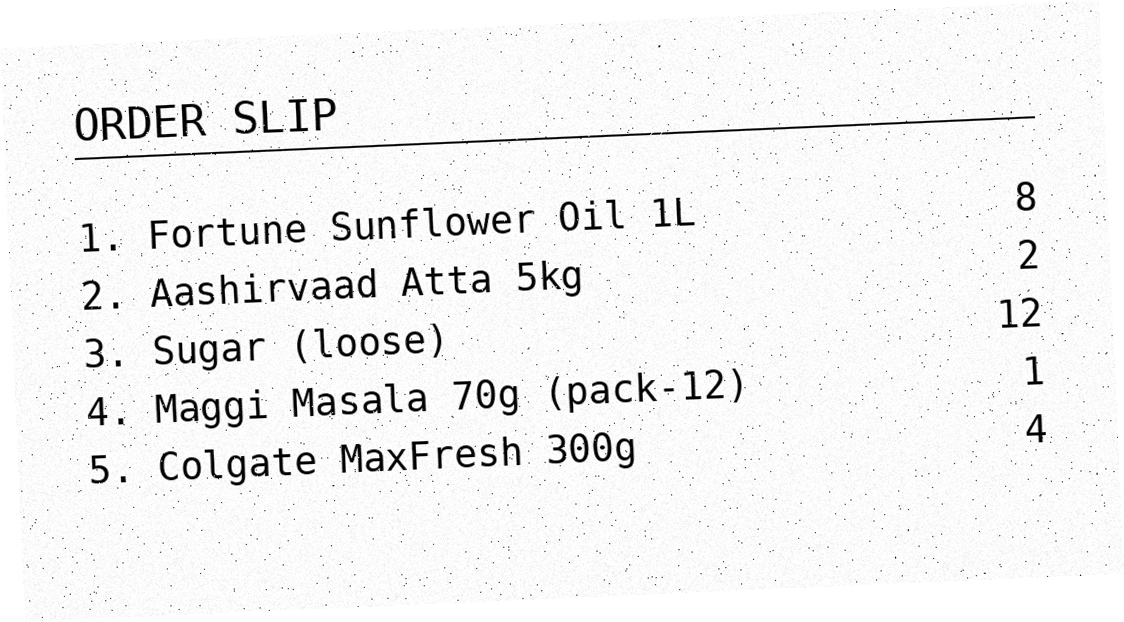 ORDER SLIP
1. Fortune Sunflower Oil 1L 8
2. Aashirvaad Atta 5kg 2
3. Sugar (loose) 12
4. Maggi Masala 70g (pack-12) 1
5. Colgate MaxFresh 300g 4